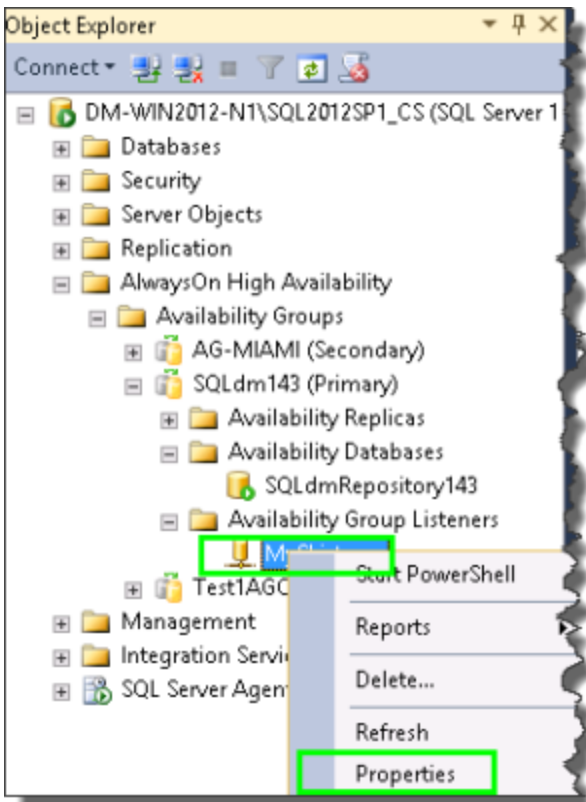 Object Explorer
Connect
DM-WIN2012-N1\SQL2012SP1_CS (SQL Server 1
Databases
Security
Server Objects
Replication
AlwaysOn High Availability
Availability Groups
AG-MIAMI (Secondary)
SQLdm143 (Primary)
Availability Replicas
Availability Databases
SQLdmRepository143
Availability Group Listeners
Start PowerShell
Test1AGC
Management
Reports
Integration Servi
Delete...
SQL Server Agen
Refresh
Properties